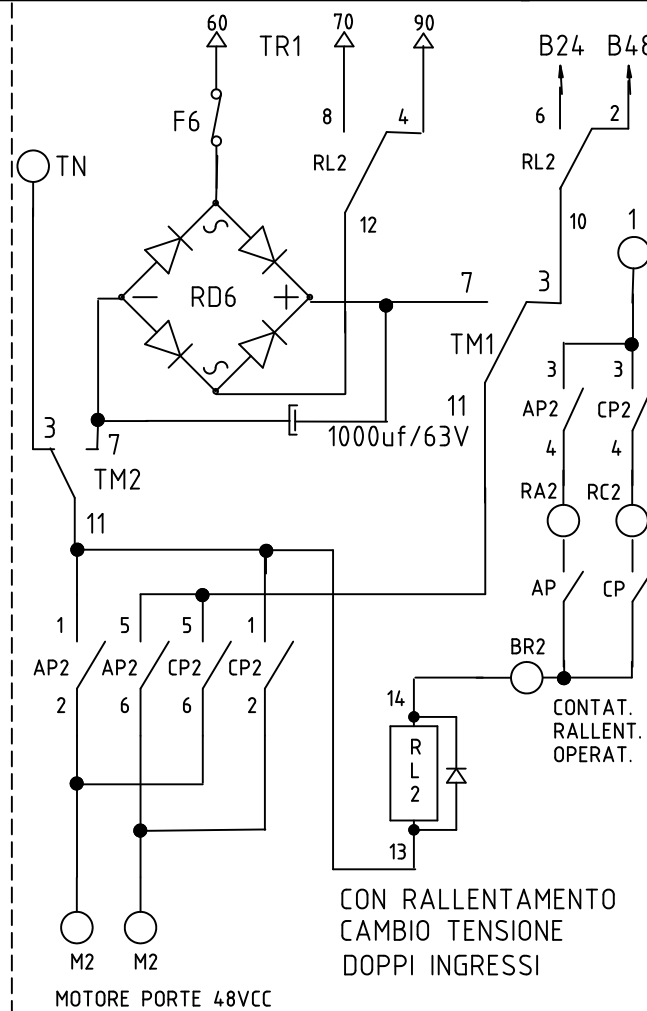 60
TR1
70
90
B24
B48
F6
8
4
6
2
RL2
RL2
TN
12
10
1
RD6
7
3
TM1
3
3
11
AP2
CP2
1000uf/63V
3
7
4
4
TM2
RA2
RC2
11
AP
CP
1
5
5
1
AP2
AP2
CP2
CP2
BR2
2
6
6
2
14
CONTAT.
RALLENT.
OPERAT.
R
L
2
13
CON RALLENTAMENTO
CAMBIO TENSIONE
DOPPI INGRESSI
M2
M2
MOTORE PORTE 48VCC